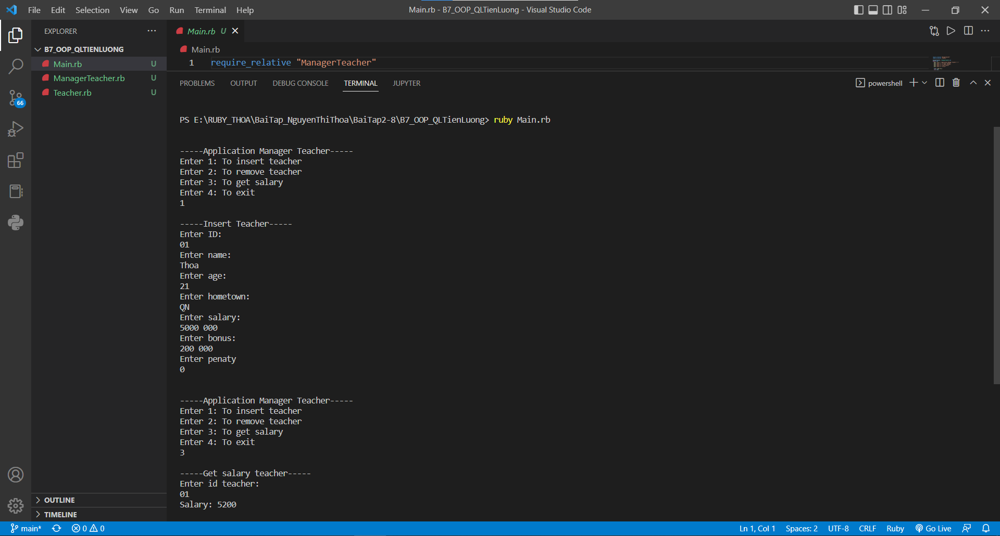 File Edit Selection View Go Run Terminal Help
Main.rb - B7_OOP_QLTienLuong - Visual Studio Code
EXPLORER
B7_OOP_QLTIENLUONG
Main.rb U
ManagerTeacher.rb U
Teacher.rb U
66
OUTLINE
TIMELINE
Main.rb U
Main.rb
1 require_relative "ManagerTeacher"
PROBLEMS OUTPUT DEBUG CONSOLE TERMINAL JUPYTER
powershell
PS E:\RUBY_THOA\BaiTap_NguyenThiThoa\BaiTap2-8\B7_OOP_QLTienLuong> ruby Main.rb
-----Application Manager Teacher-----
Enter 1: To insert teacher
Enter 2: To remove teacher
Enter 3: To get salary
Enter 4: To exit
1
-----Insert Teacher-----
Enter ID:
01
Enter name:
Thoa
Enter age:
21
Enter hometown:
QN
Enter salary:
5000 000
Enter bonus:
200 000
Enter penaty
0
-----Application Manager Teacher-----
Enter 1: To insert teacher
Enter 2: To remove teacher
Enter 3: To get salary
Enter 4: To exit
3
-----Get salary teacher-----
Enter id teacher:
01
Salary: 5200
main* 0 0
Ln 1, Col 1 Spaces: 2 UTF-8 CRLF Ruby Go Live